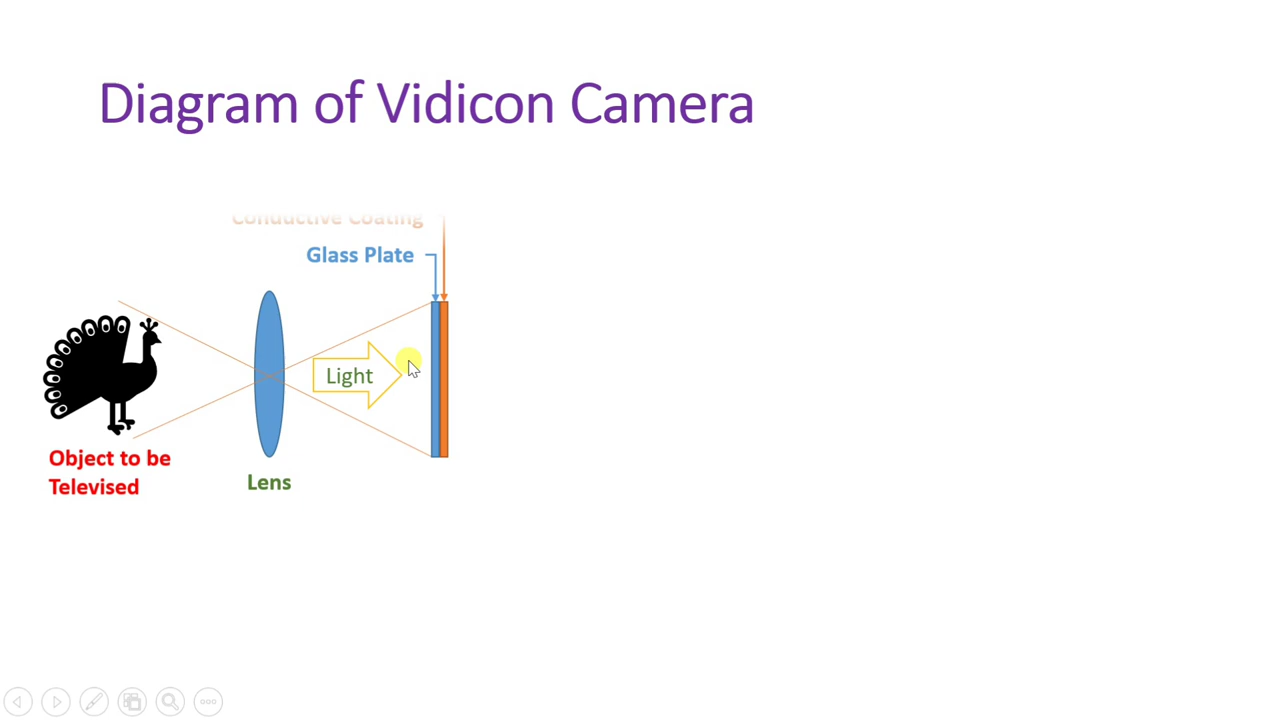 Diagram of Vidicon Camera
Conductive Coating
Glass Plate
Light
Object to be
Televised
Lens